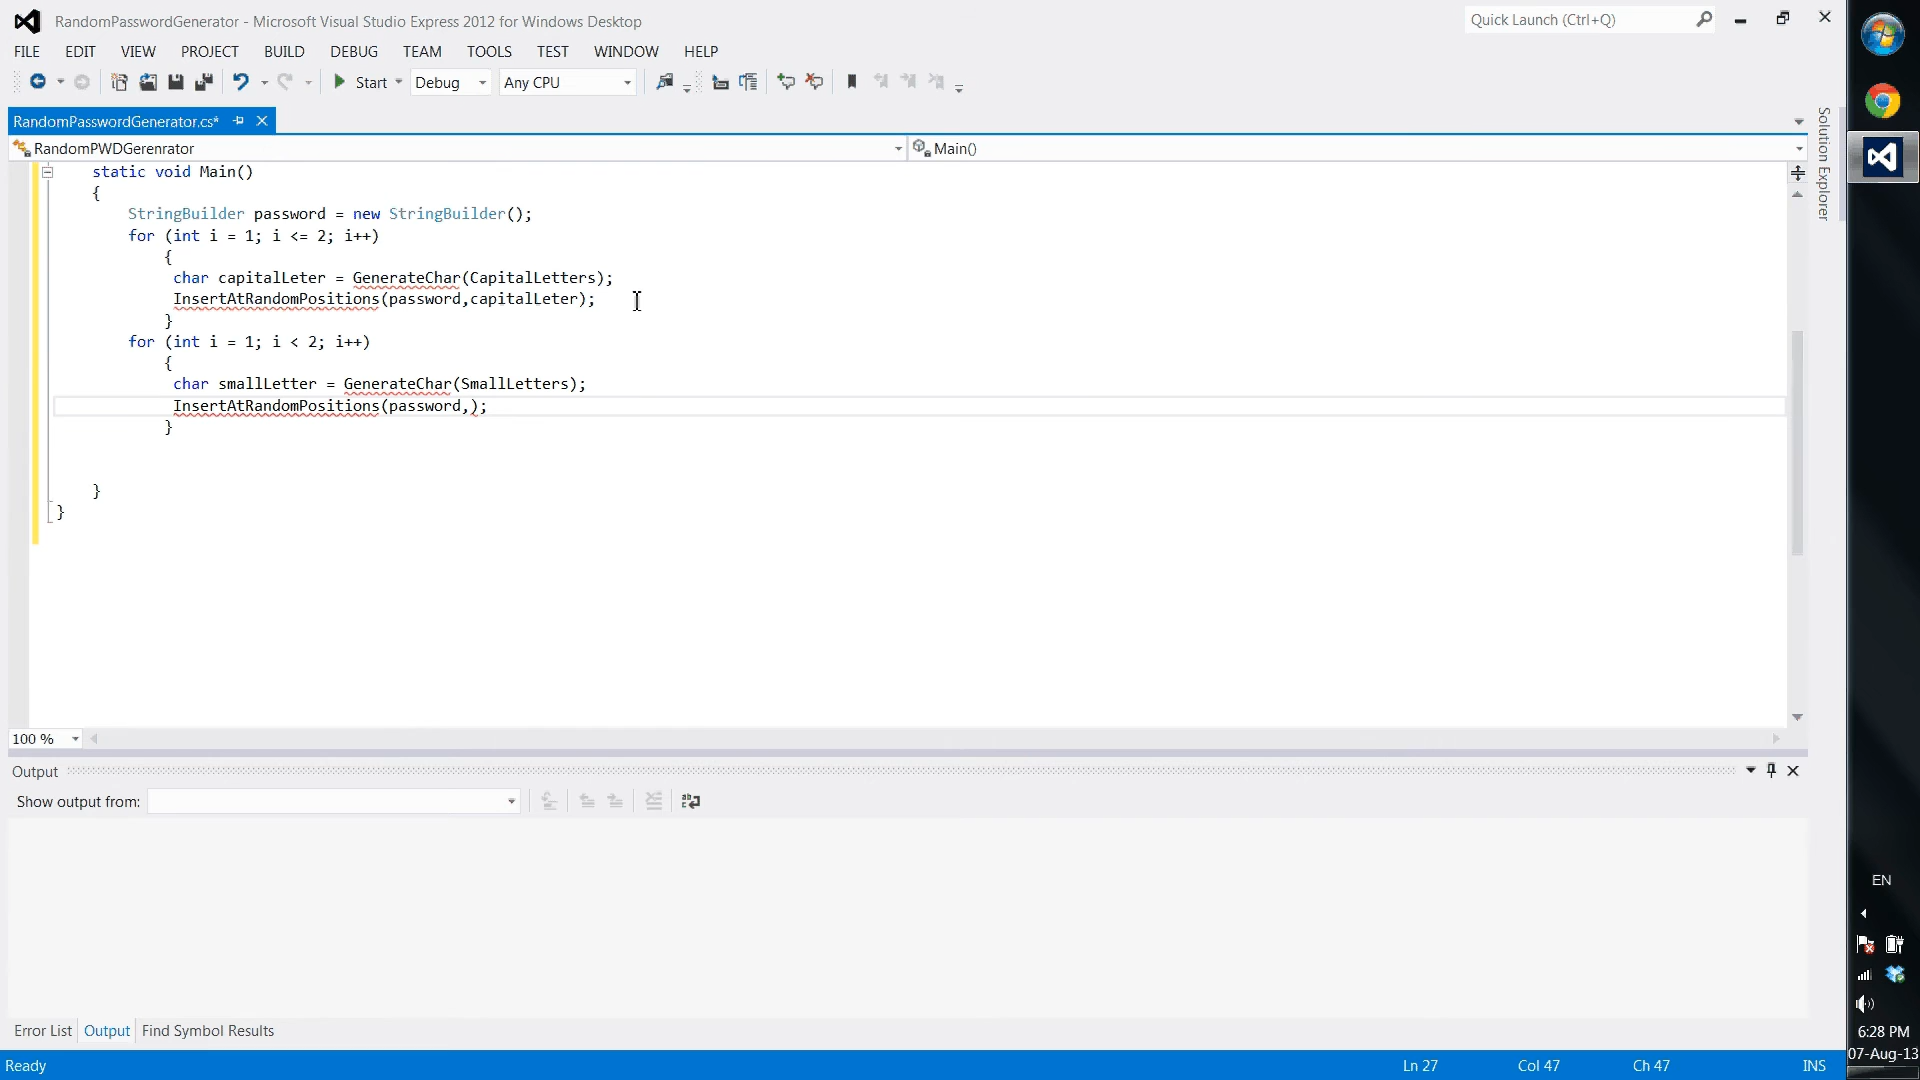 RandomPasswordGenerator - Microsoft Visual Studio Express 2012 for Windows Desktop
Quick Launch (Ctrl+Q)
FILE EDIT VIEW PROJECT BUILD DEBUG TEAM TOOLS TEST WINDOW HELP
Start Debug Any CPU
RandomPasswordGenerator.cs*
Solution Explorer
RandomPWDGerenrator Main()
static void Main()
{
StringBuilder password = new StringBuilder();
for (int i = 1; i <= 2; i++)
{
char capitalLeter = GenerateChar(CapitalLetters);
InsertAtRandomPositions(password,capitalLeter);
}
for (int i = 1; i < 2; i++)
{
char smallLetter = GenerateChar(SmallLetters);
InsertAtRandomPositions(password,);
}
}
}
100 %
Output
Show output from:
Error List Output Find Symbol Results
Ready Ln 27 Col 47 Ch 47 INS
EN
6:28 PM
07-Aug-13